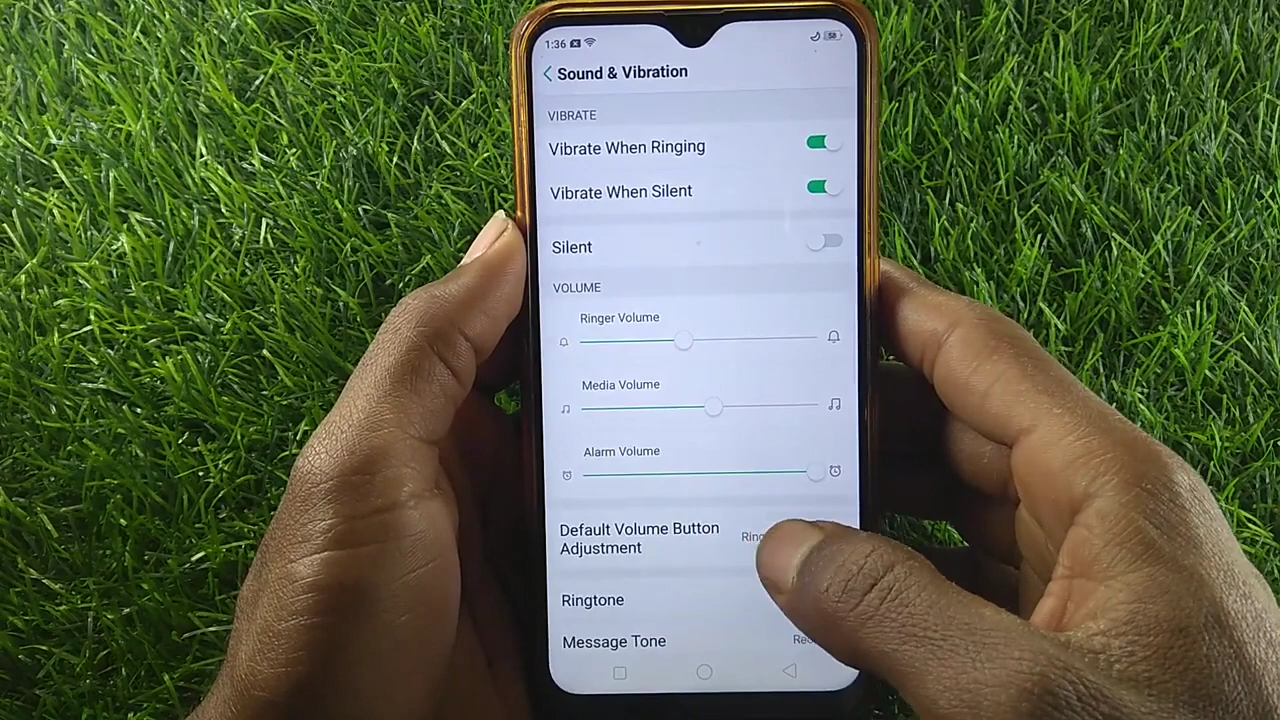 1:36
58
Sound & Vibration
VIBRATE
Vibrate When Ringing
Vibrate When Silent
Silent
VOLUME
Ringer Volume
Media Volume
Alarm Volume
Default Volume Button
Adjustment
Ringtone
Message Tone